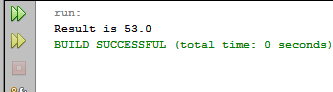 run:
Result is 53.0
BUILD SUCCESSFUL (total time: 0 seconds)